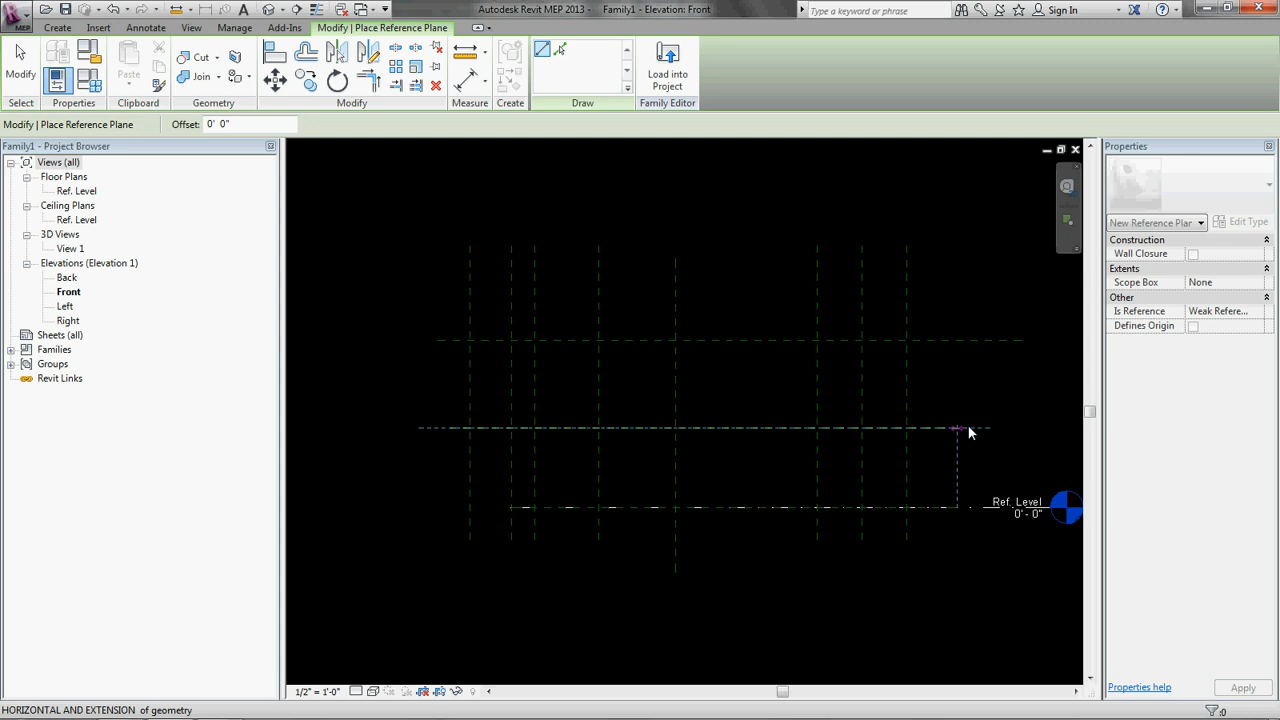 Autodesk Revit MEP 2013 - Family1 - Elevation: Front
Type a keyword or phrase
Sign In
MEP
Create Insert Annotate View Manage Add-Ins Modify | Place Reference Plane
Modify
Paste
Cut
Join
Load into
Project
Select Properties Clipboard Geometry Modify Measure Create Draw Family Editor
Modify | Place Reference Plane Offset: 0' 0"
Family1 - Project Browser
Views (all)
Floor Plans
Ref. Level
Ceiling Plans
Ref. Level
3D Views
View 1
Elevations (Elevation 1)
Back
Front
Left
Right
Sheets (all)
Families
Groups
Revit Links
Ref. Level
0' - 0"
Properties
New Reference Plar
Edit Type
Construction
Wall Closure
Extents
Scope Box None
Other
Is Reference Weak Refere...
Defines Origin
Properties help
Apply
1/2" = 1'-0"
HORIZONTAL AND EXTENSION of geometry
:0